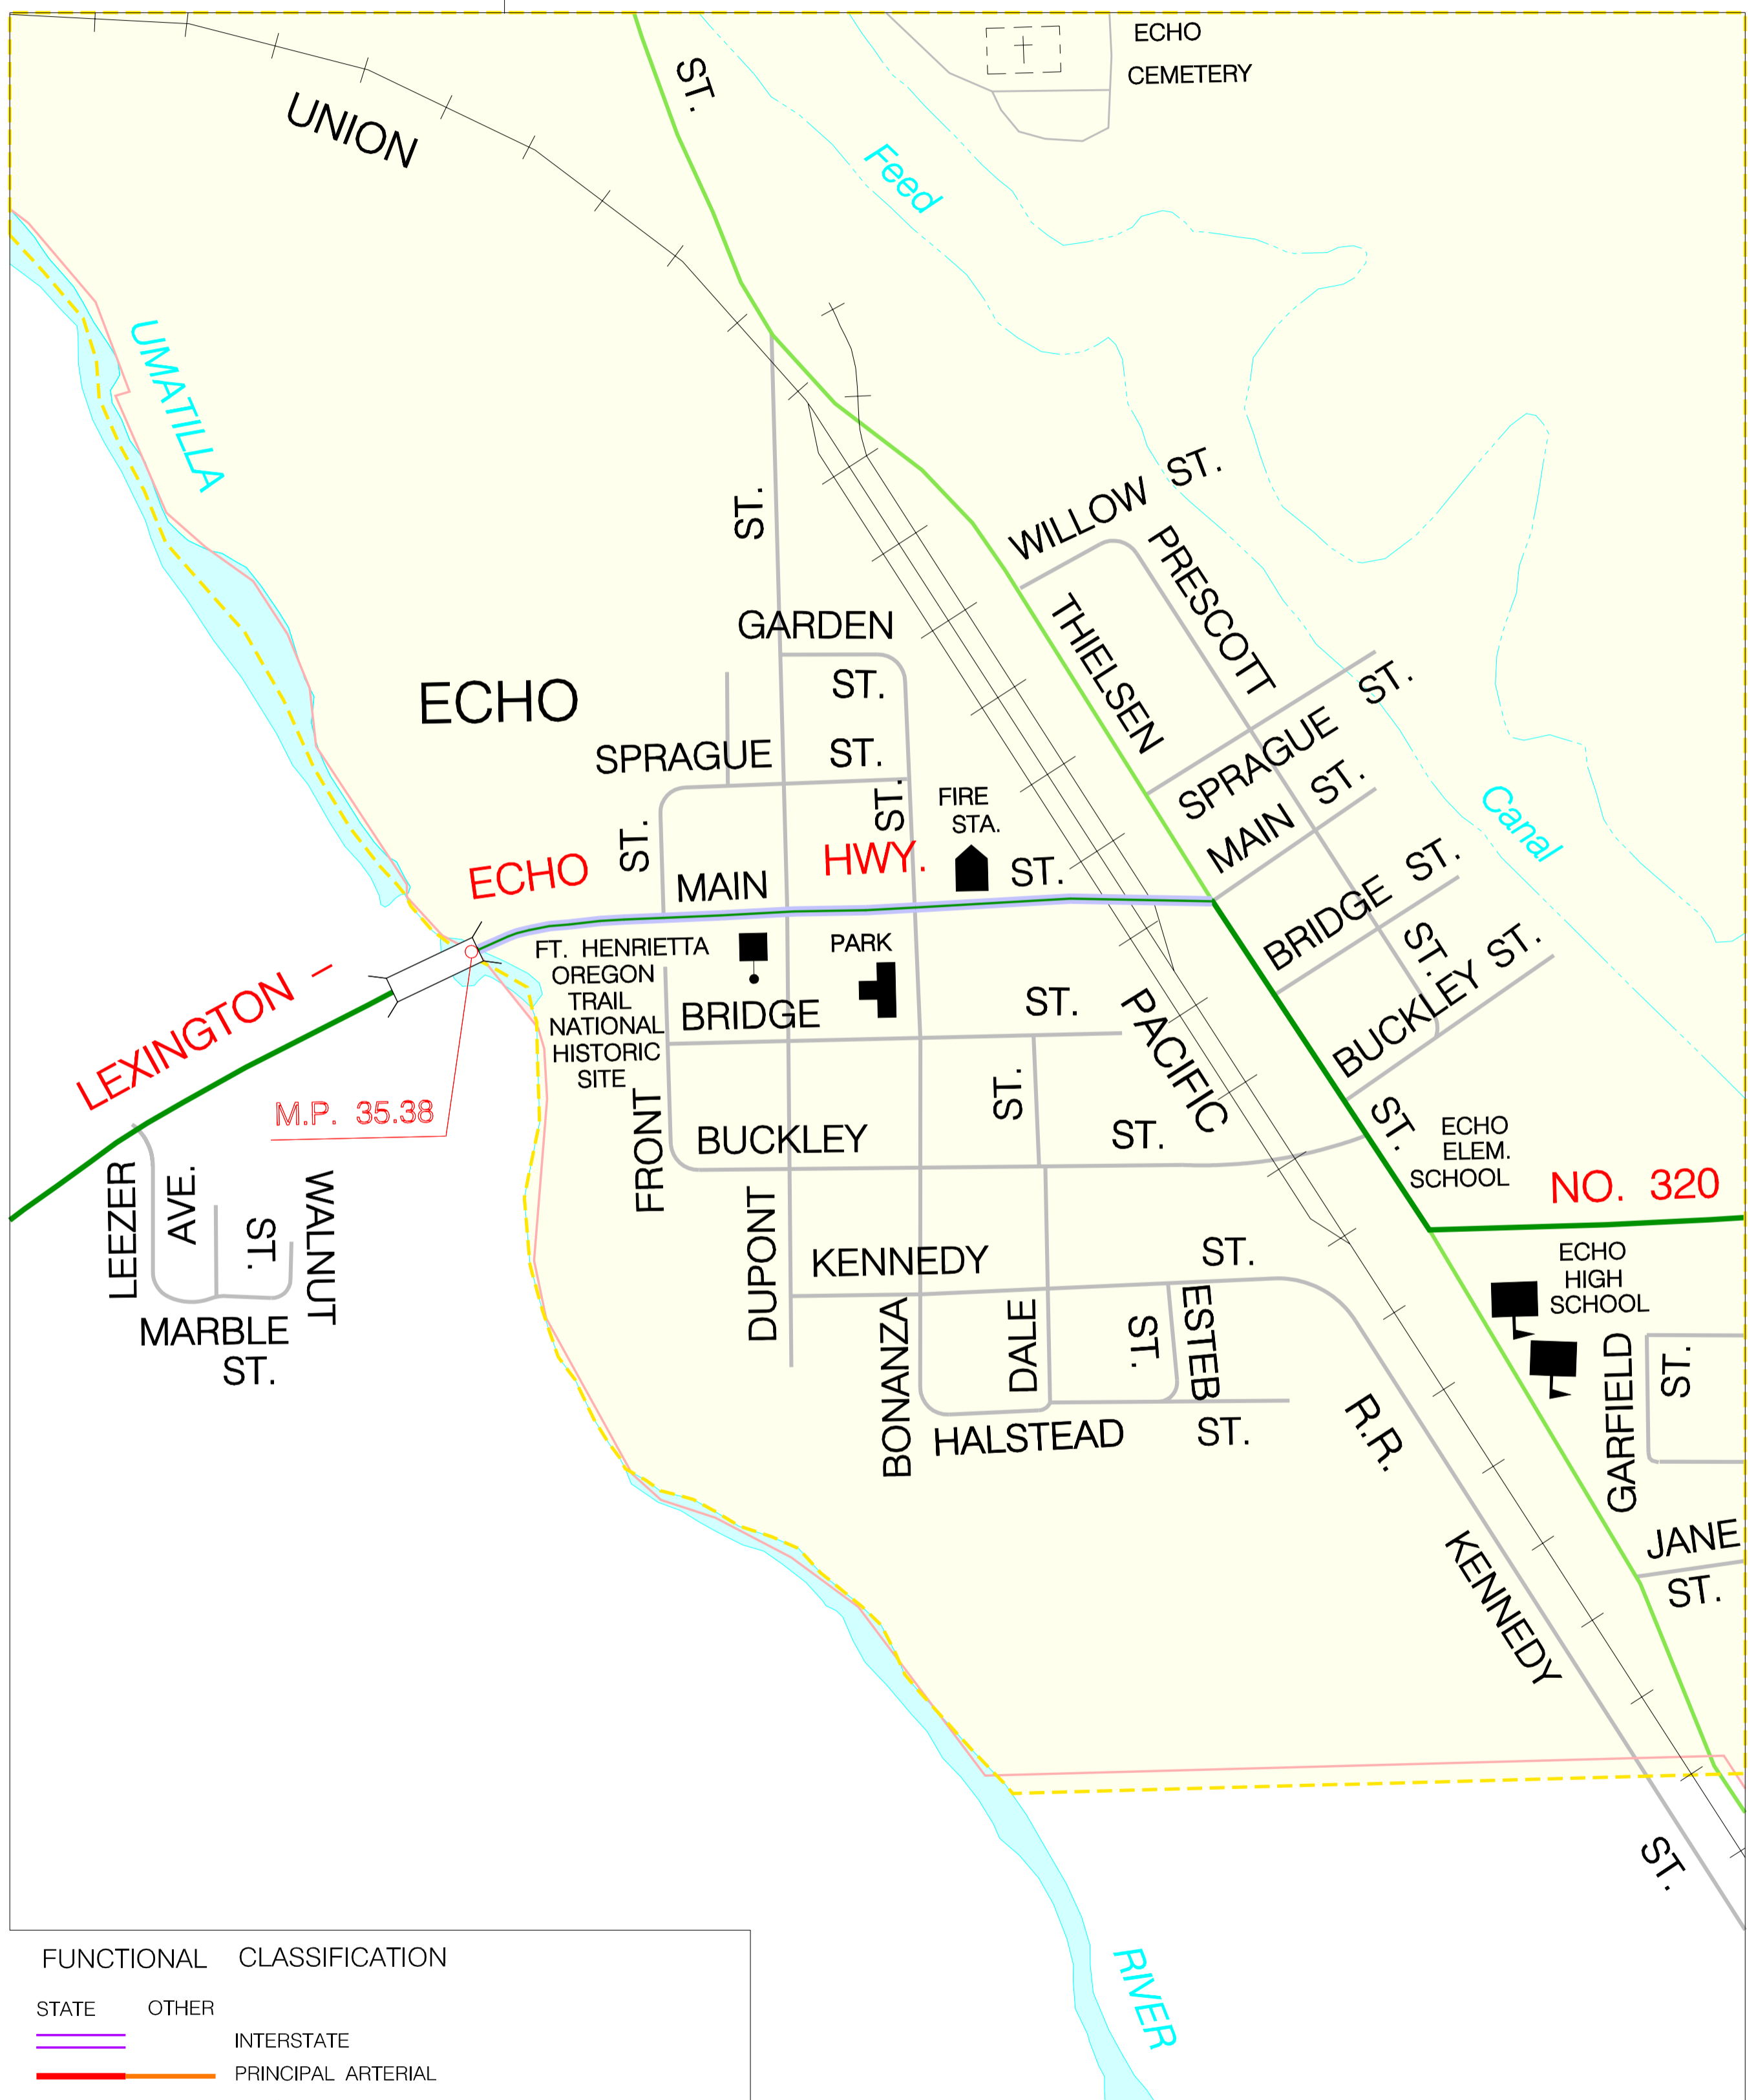 ECHO
CEMETERY
UNION
ST.
Feed
UMATILLA
ST.
WILLOW ST.
PRESCOTT
THIELSEN
GARDEN
ST.
ECHO
SPRAGUE ST.
SPRAGUE ST.
MAIN ST.
Canal
ST.
ST.
FIRE
STA.
ECHO HWY.
MAIN ST.
BRIDGE ST.
ST.
BUCKLEY ST.
FT. HENRIETTA
OREGON
TRAIL
NATIONAL
HISTORIC
SITE
PARK
LEXINGTON –
BRIDGE ST.
PACIFIC
M.P. 35.38
FRONT
ST.
BUCKLEY ST.
ST.
ECHO
ELEM.
SCHOOL
NO. 320
LEEZER
AVE.
ST.
WALNUT
MARBLE
ST.
DUPONT
KENNEDY ST.
ECHO
HIGH
SCHOOL
BONANZA
DALE
ST.
ESTEB
HALSTEAD ST.
R.R.
GARFIELD
ST.
JANE
ST.
KENNEDY
ST.
RIVER
FUNCTIONAL CLASSIFICATION
STATE OTHER
INTERSTATE
PRINCIPAL ARTERIAL